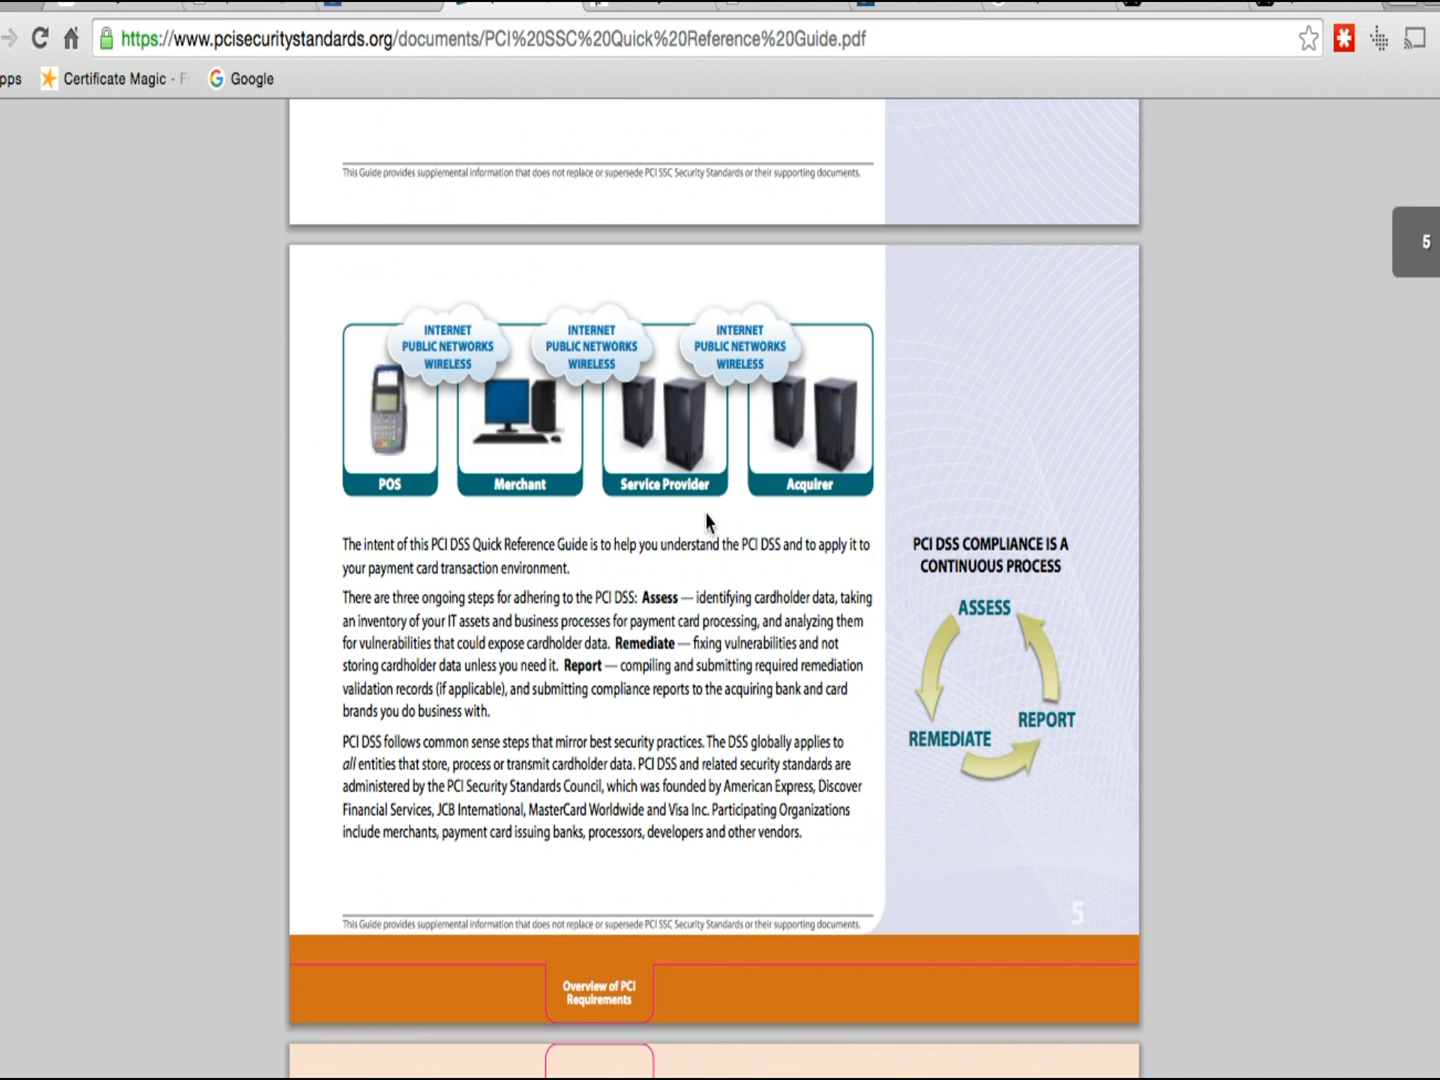 https://www.pcisecuritystandards.org/documents/PCI%20SSC%20Quick%20Reference%20Guide.pdf
pps Certificate Magic - F Google
This Guide provides supplemental information that does not replace or supersede PCI SSC Security Standards or their supporting documents.
5
INTERNET
PUBLIC NETWORKS
WIRELESS
INTERNET
PUBLIC NETWORKS
WIRELESS
INTERNET
PUBLIC NETWORKS
WIRELESS
POS
Merchant
Service Provider
Acquirer
The intent of this PCI DSS Quick Reference Guide is to help you understand the PCI DSS and to apply it to
your payment card transaction environment.
There are three ongoing steps for adhering to the PCI DSS: Assess — identifying cardholder data, taking
an inventory of your IT assets and business processes for payment card processing, and analyzing them
for vulnerabilities that could expose cardholder data. Remediate — fixing vulnerabilities and not
storing cardholder data unless you need it. Report — compiling and submitting required remediation
validation records (if applicable), and submitting compliance reports to the acquiring bank and card
brands you do business with.
PCI DSS follows common sense steps that mirror best security practices. The DSS globally applies to
all entities that store, process or transmit cardholder data. PCI DSS and related security standards are
administered by the PCI Security Standards Council, which was founded by American Express, Discover
Financial Services, JCB International, MasterCard Worldwide and Visa Inc. Participating Organizations
include merchants, payment card issuing banks, processors, developers and other vendors.
PCI DSS COMPLIANCE IS A
CONTINUOUS PROCESS
ASSESS
REPORT
REMEDIATE
5
This Guide provides supplemental information that does not replace or supersede PCI SSC Security Standards or their supporting documents.
Overview of PCI
Requirements